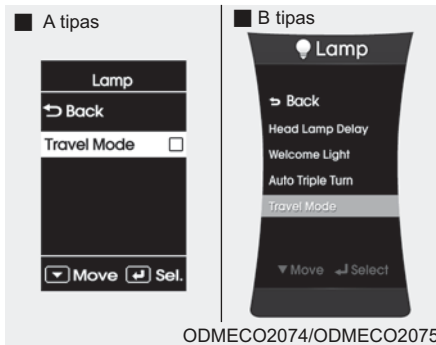 A tipas
Lamp
Back
Travel Mode
Move Sel.
B tipas
Lamp
Back
Head Lamp Delay
Welcome Light
Auto Triple Turn
Travel Mode
Move Select
ODMECO2074/ODMECO2075